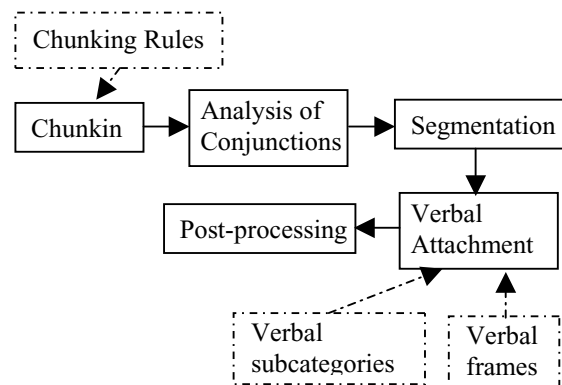 Chunking Rules
Chunkin
Analysis of
Conjunctions
Segmentation
Post-processing
Verbal
Attachment
Verbal
subcategories
Verbal
frames